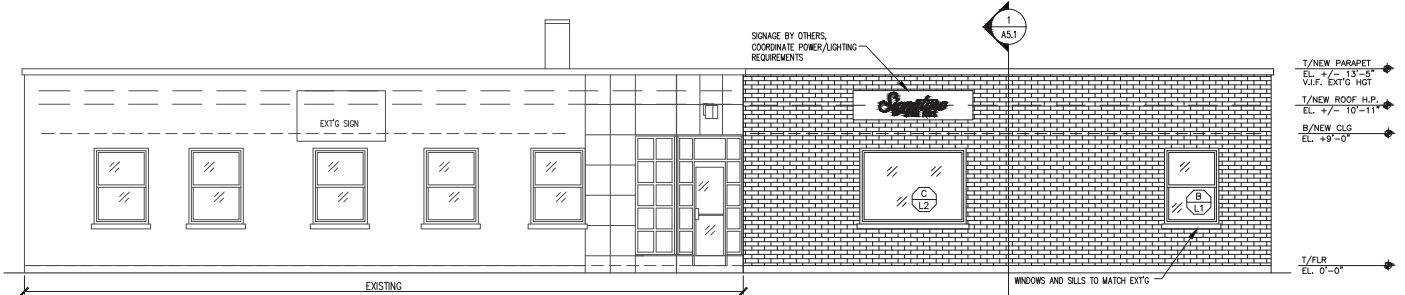 1
A5.1
SIGNAGE BY OTHERS,
COORDINATE POWER/LIGHTING
REQUIREMENTS
T/NEW PARAPET
EL. +/- 13'-5"
V.I.F. EXT'G HGT
T/NEW ROOF H.P.
EL. +/- 10'-11"
EXT'G SIGN
B/NEW CLG
EL. +9'-0"
C
L2
B
L1
T/FLR
EL. 0'-0"
WINDOWS AND SILLS TO MATCH EXT'G
EXISTING